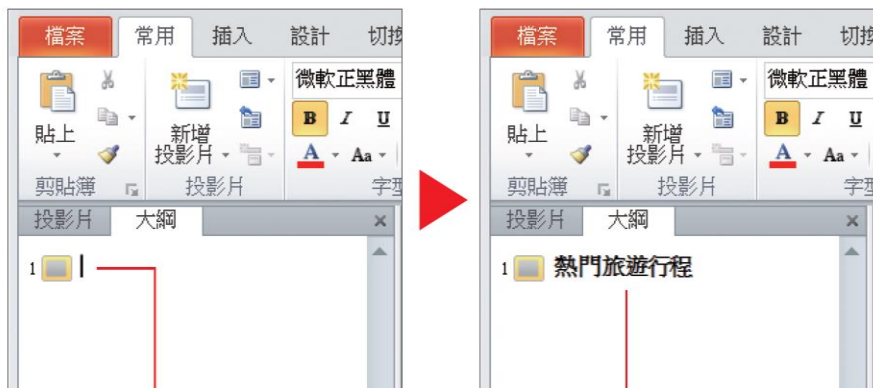 檔案 常用 插入 設計 切換
貼上 新增 投影片 微軟正黑體
B I U
A Aa
剪貼簿 投影片 字型
投影片 大綱 ×
1
檔案 常用 插入 設計 切換
貼上 新增 投影片 微軟正黑體
B I U
A Aa
剪貼簿 投影片 字型
投影片 大綱 ×
1 熱門旅遊行程